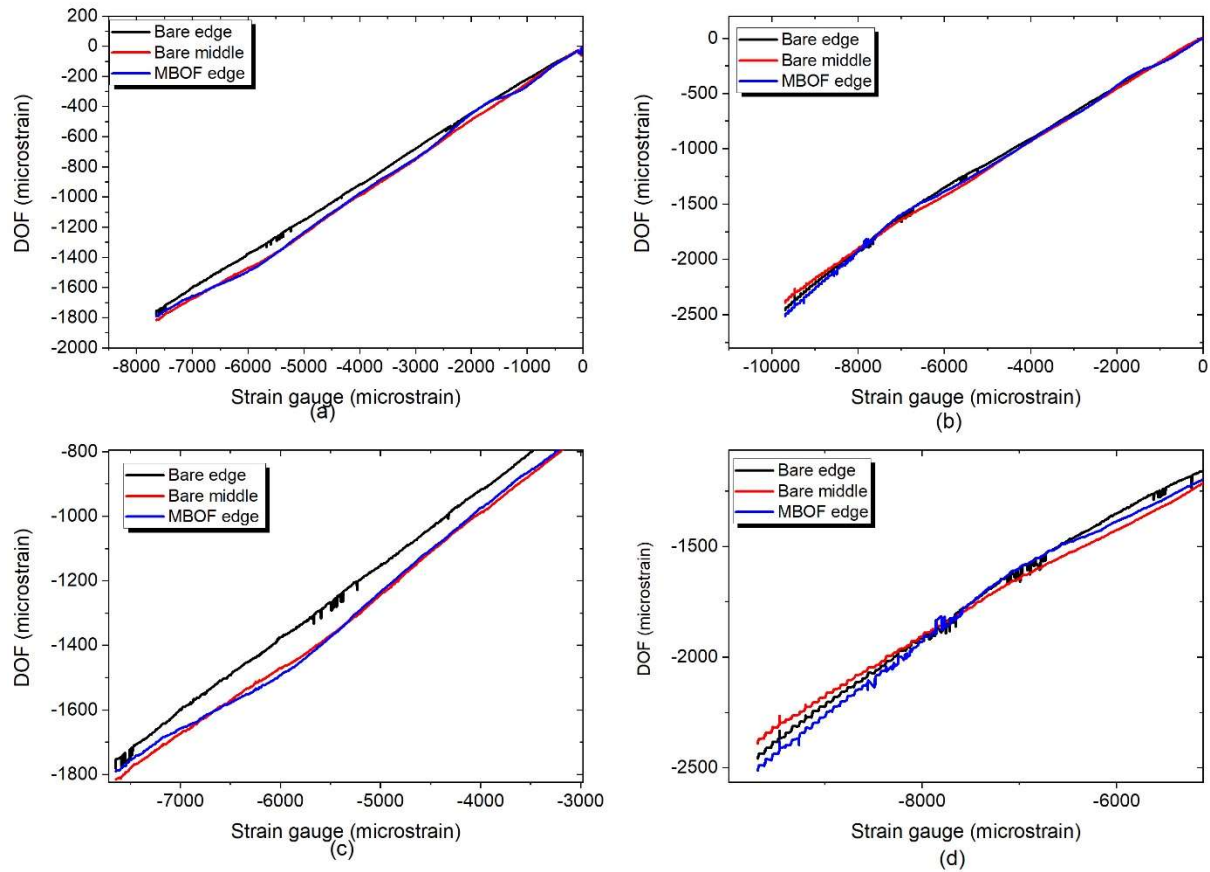 200
0
-200
-400
-600
-800
-1000
-1200
-1400
-1600
-1800
-2000
DOF (microstrain)
Bare edge
Bare middle
MBOF edge
-8000 -7000 -6000 -5000 -4000 -3000 -2000 -1000 0
Strain gauge (microstrain)
(a)
0
-500
-1000
-1500
-2000
-2500
DOF (microstrain)
Bare edge
Bare middle
MBOF edge
-10000 -8000 -6000 -4000 -2000 0
Strain gauge (microstrain)
(b)
-800
-1000
-1200
-1400
-1600
-1800
DOF (microstrain)
Bare edge
Bare middle
MBOF edge
-7000 -6000 -5000 -4000 -3000
Strain gauge (microstrain)
(c)
-1500
-2000
-2500
DOF (microstrain)
Bare edge
Bare middle
MBOF edge
-8000 -6000
Strain gauge (microstrain)
(d)